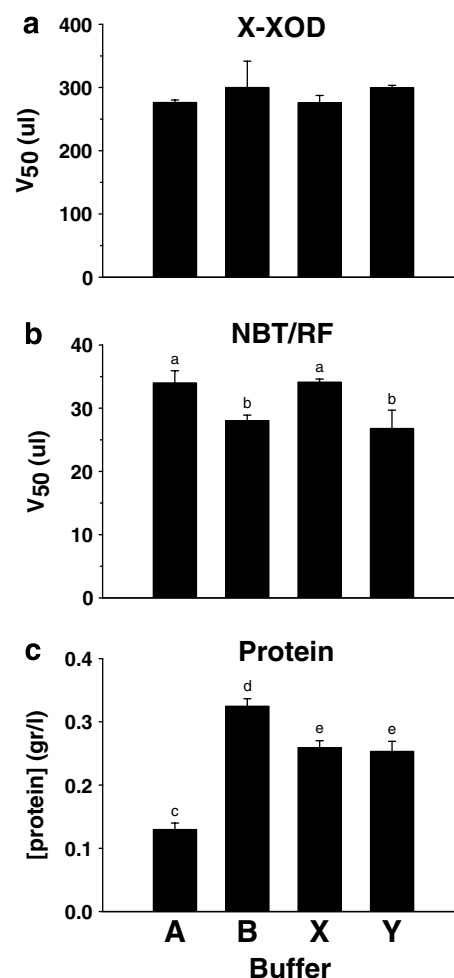 a
X-XOD
400
300
200
100
0
V50 (ul)
b
NBT/RF
40
30
20
10
0
V50 (ul)
a
b
a
b
c
Protein
0.4
0.3
0.2
0.1
0.0
[protein] (gr/l)
c
d
e
e
A B X Y
Buffer